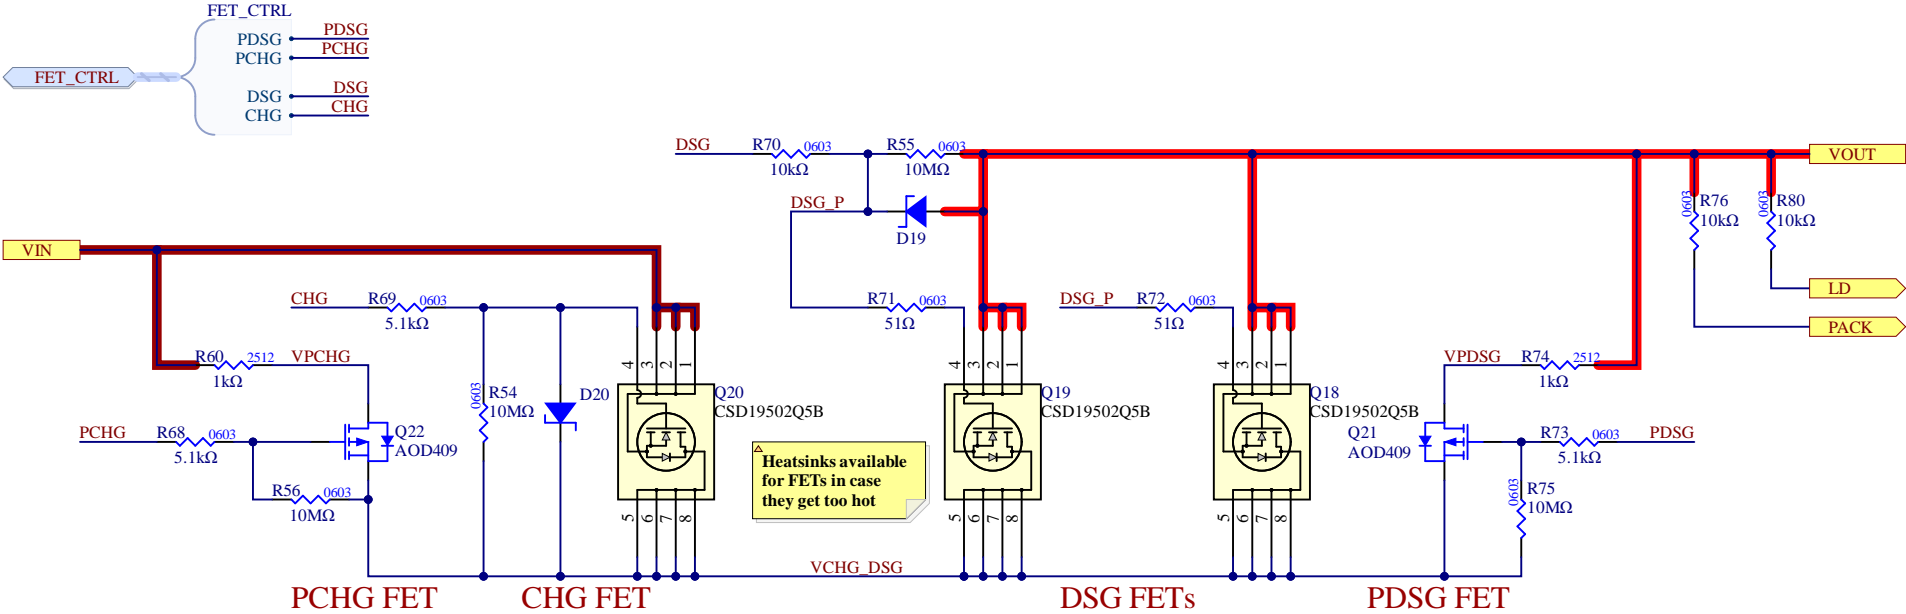 FET_CTRL
PDSG PDSG
PCHG PCHG
FET_CTRL
DSG DSG
CHG CHG
DSG R70 0603 R55 0603 VOUT
10kΩ 10MΩ
DSG_P
D19
0603 R76 0603 R80
10kΩ 10kΩ
VIN
CHG R69 0603 R71 0603 DSG_P R72 0603 LD
5.1kΩ 51Ω 51Ω
PACK
R60 2512 VPCHG 4 3 2 1 4 3 2 1 4 3 2 1 VPDSG R74 2512
1kΩ 1kΩ
0603 R54 D20 Q20 Q19 Q18
10MΩ CSD19502Q5B CSD19502Q5B CSD19502Q5B
PCHG R68 0603 Q22 Q21 R73 0603 PDSG
5.1kΩ AOD409 AOD409 5.1kΩ
Heatsinks available
for FETs in case
they get too hot
R56 0603 0603 R75
10MΩ 10MΩ
5 6 7 8 5 6 7 8 5 6 7 8
VCHG_DSG
PCHG FET CHG FET DSG FETs PDSG FET